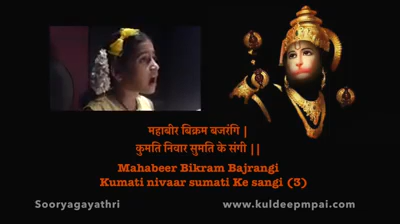 महाबीर बिक्रम बजरंगि |
कुमति निवार सुमति के संगी ||
Mahabeer Bikram Bajrangi
Kumati nivaar sumati Ke sangi (3)
Sooryagayathri
www.kuldeepmpai.com